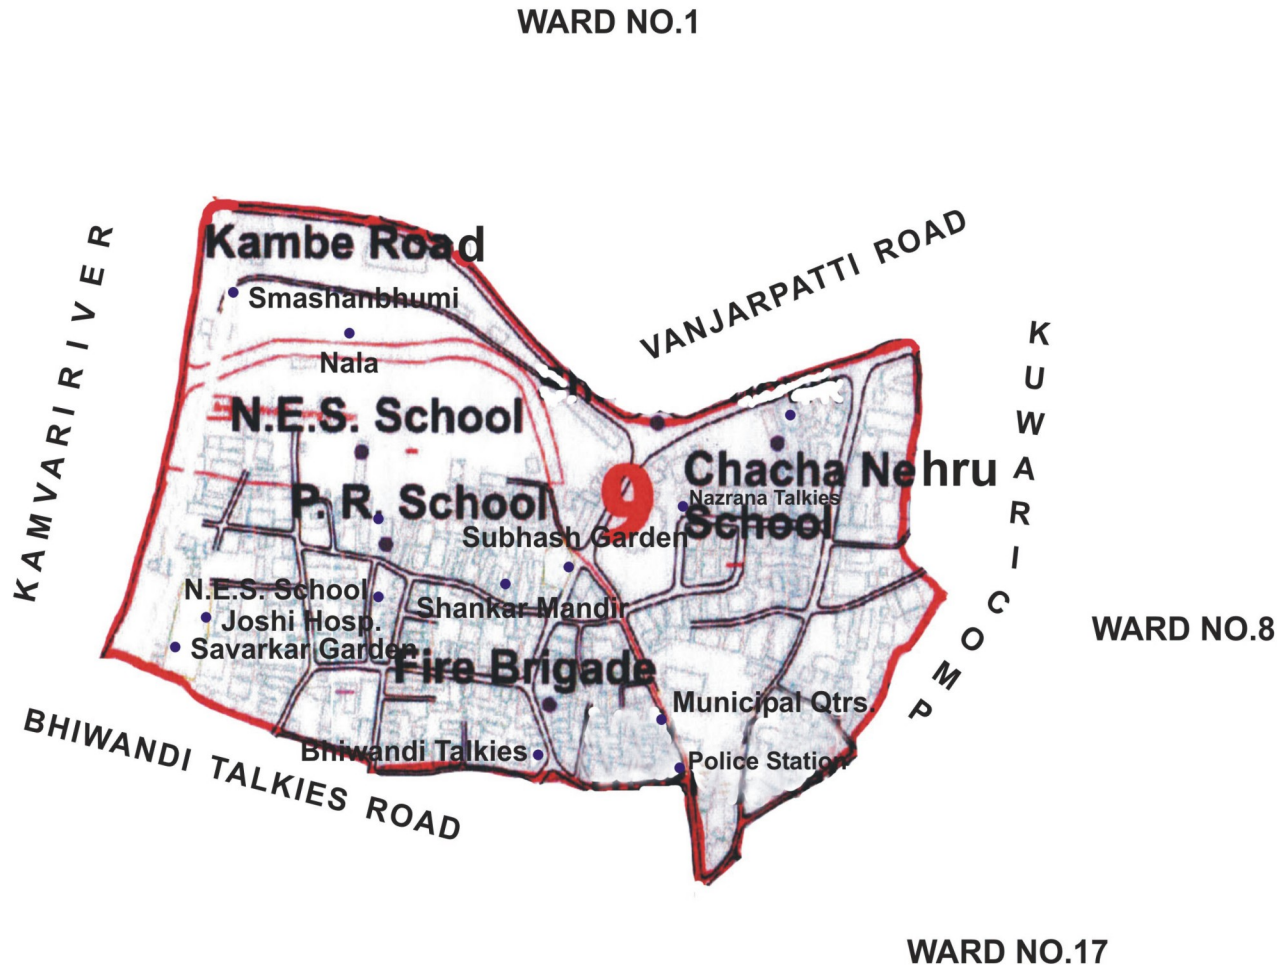 WARD NO.1
Kambe Road
VANJARPATTI ROAD
KAMVARI RIVER
Smashanbhumi
Nala
KUWARI COMP
N.E.S. School
Chacha Nehru
School
9
Nazrana Talkies
P. R. School
Subhash Garden
N.E.S. School
Shankar Mandir
Joshi Hosp.
Savarkar Garden
WARD NO.8
Fire Brigade
Municipal Qtrs.
BHIWANDI TALKIES ROAD
Bhiwandi Talkies
Police Station
WARD NO.17